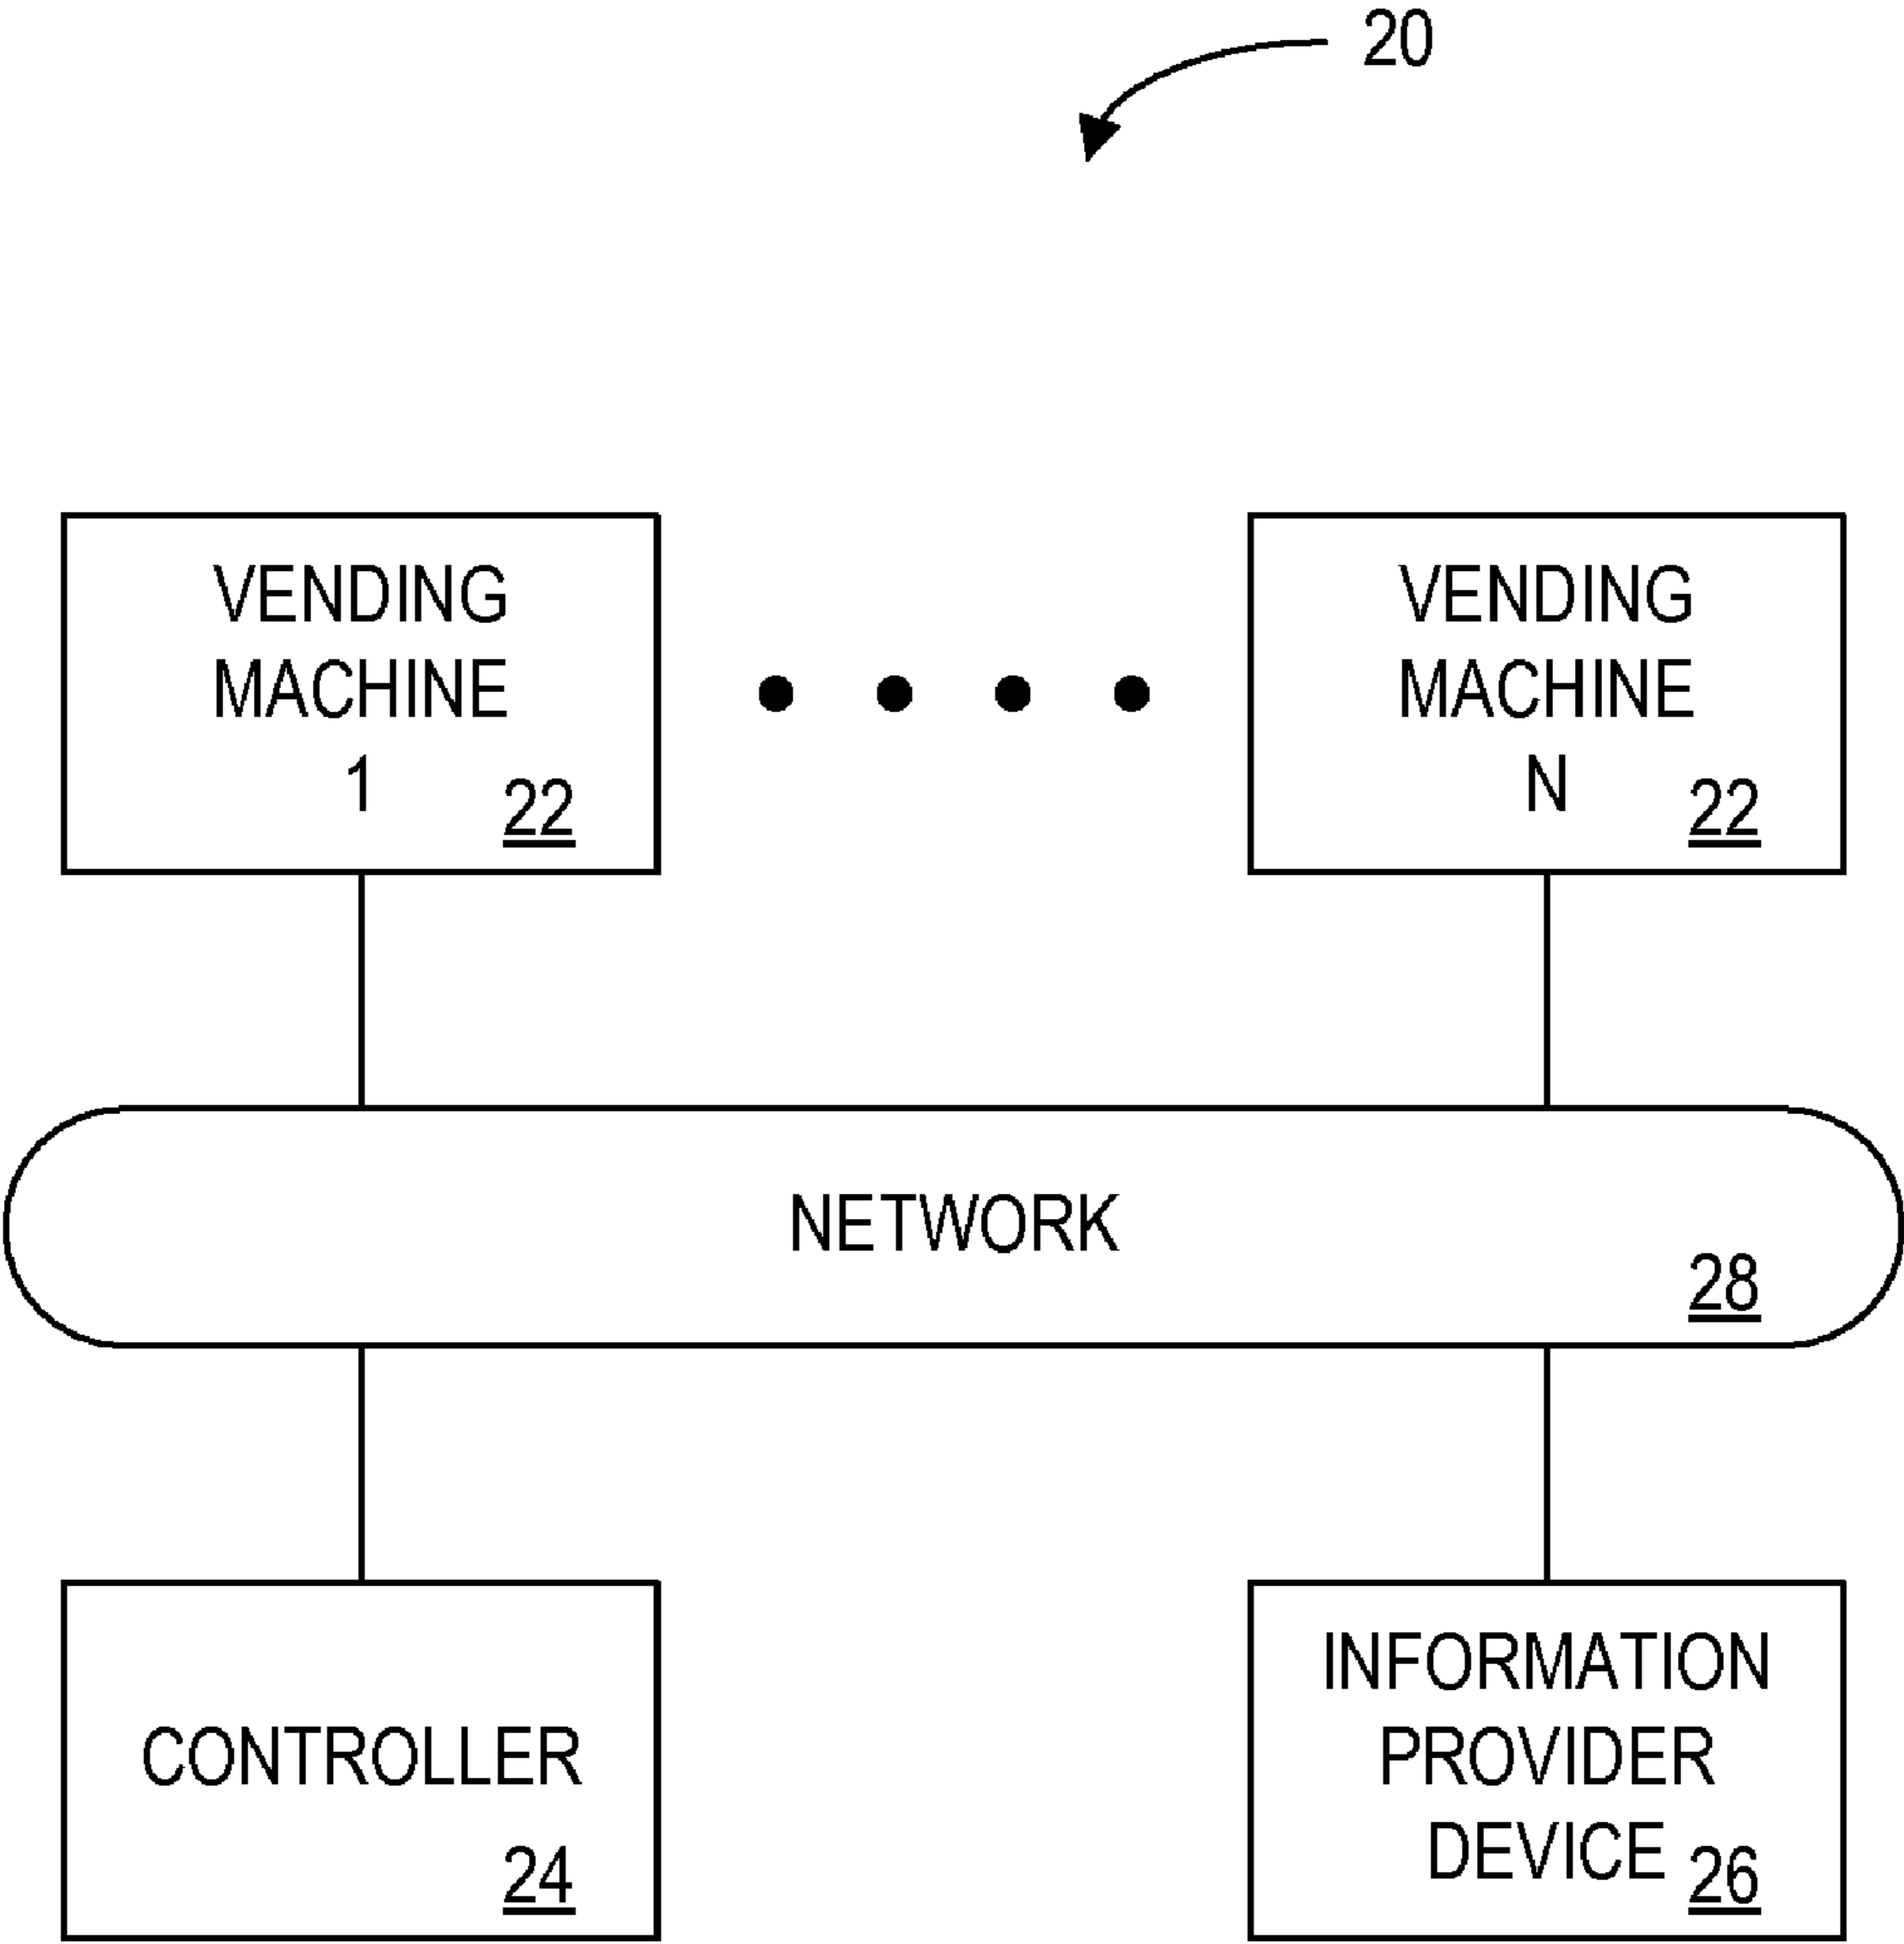 20
VENDING
MACHINE
1
22
VENDING
MACHINE
N
22
NETWORK
28
CONTROLLER
24
INFORMATION
PROVIDER
DEVICE
26